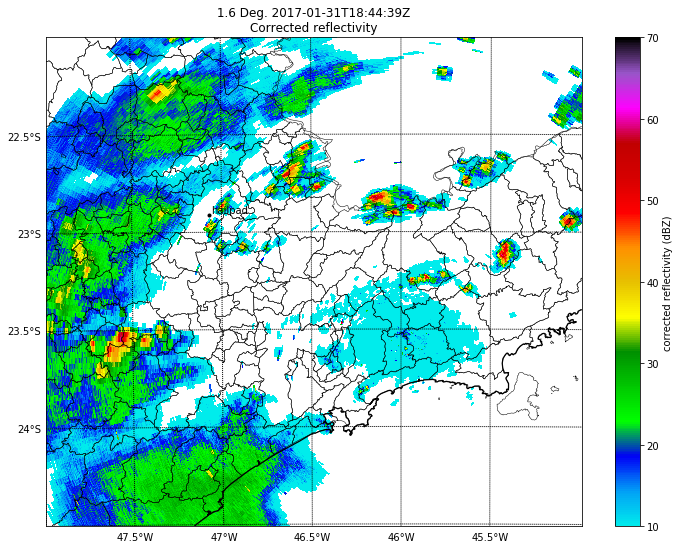 1.6 Deg. 2017-01-31T18:44:39Z
Corrected reflectivity
70
60
50
40
30
20
10
corrected reflectivity (dBZ)
22.5°S
23°S
23.5°S
24°S
47.5°W
47°W
46.5°W
46°W
45.5°W